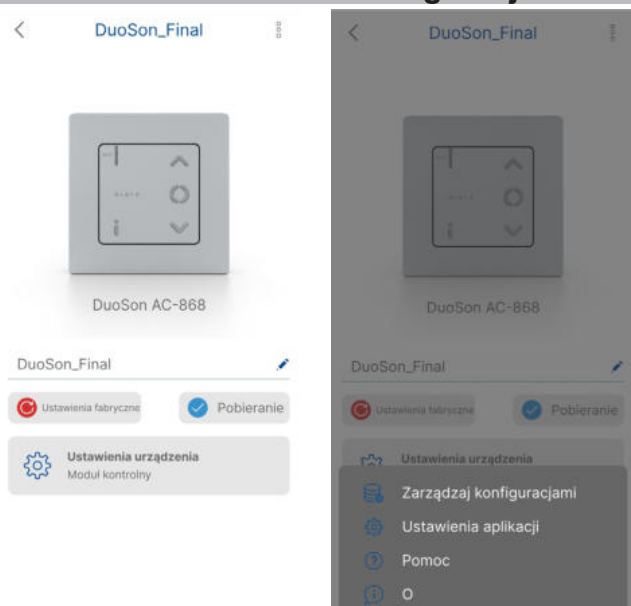 DuoSon_Final
DuoSon AC-868
DuoSon_Final
Ustawienia fabryczne
Pobieranie
Ustawienia urządzenia
Moduł kontrolny
DuoSon_Final
DuoSon AC-868
DuoSon_Final
Ustawienia fabryczne
Pobieranie
Ustawienia urządzenia
Zarządzaj konfiguracjami
Ustawienia aplikacji
Pomoc
O